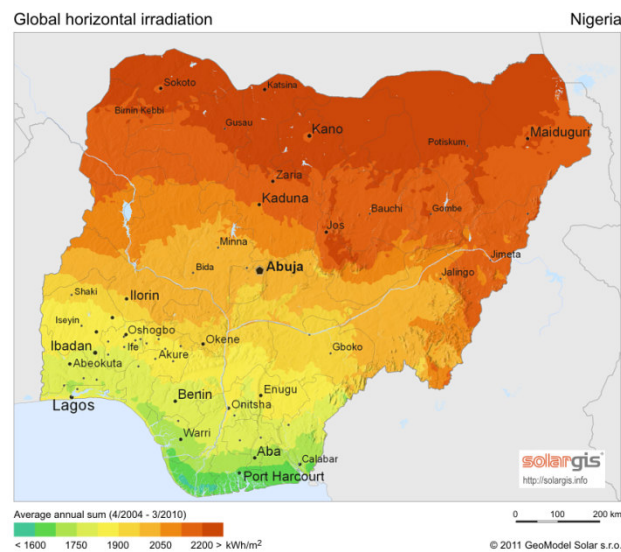 Global horizontal irradiation Nigeria
Sokoto
Katsina
Bimin Kebbi
Gusau
Kano
Potiskum
Maiduguri
Zaria
Kaduna
Bauchi
Gombe
Jos
Minna
Jimeta
Bida
Abuja
Jalingo
Shaki
Ilorin
Iseyin
Oshogbo
Ibadan
Ife
Okene
Akure
Gboko
Abeokuta
Lagos
Benin
Enugu
Onitsha
Warri
Aba
Calabar
Port Harcourt
solargis
http://solargis.info
Average annual sum (4/2004 - 3/2010)
0 100 200 km
< 1600 1750 1900 2050 2200 > kWh/m²
© 2011 GeoModel Solar s.r.o.